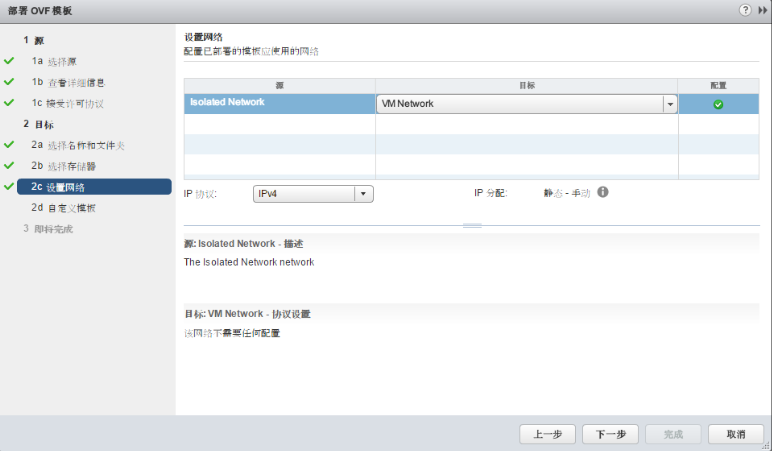 部署 OVF 模板
1 源
1a 选择源
1b 查看详细信息
1c 接受许可协议
2 目标
2a 选择名称和文件夹
2b 选择存储器
2c 设置网络
2d 自定义模板
3 即将完成
设置网络
配置已部署的模板应使用的网络
源 目标 配置
Isolated Network VM Network
IP 协议: IPv4 IP 分配: 静态 - 手动
源: Isolated Network - 描述
The Isolated Network network
目标: VM Network - 协议设置
该网络不需要任何配置
上一步 下一步 完成 取消